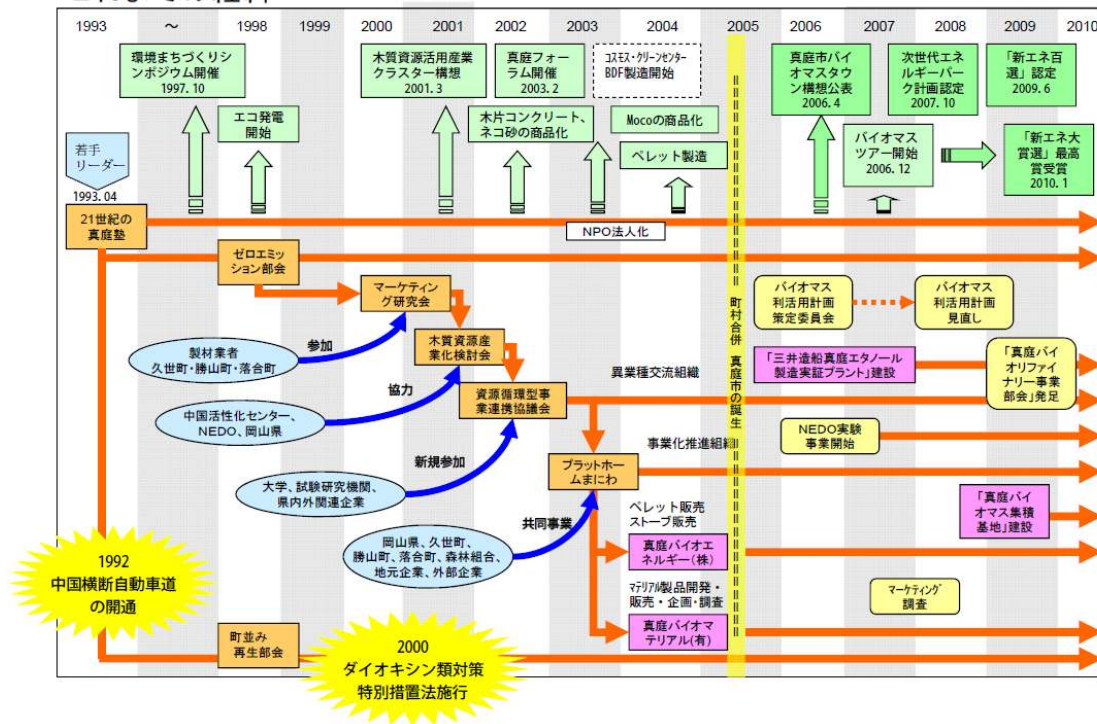 1993
～
1998
1999
2000
2001
2002
2003
2004
2005
2006
2007
2008
2009
2010
環境まちづくりシ
ンポジウム開催
1997.10
木質資源活用産業
クラスター構想
2001.3
真庭フォー
ラム開催
2003.2
コスモス・グリーンセンター
BDF製造開始
真庭市バイ
オマスタウ
ン構想公表
2006.4
次世代エネ
ルギーパー
ク計画認定
2007.10
「新エネ百
選」認定
2009.6
エコ発電
開始
木片コンクリート、
ネコ砂の商品化
Mocoの商品化
ペレット製造
バイオマス
ツアー開始
2006.12
「新エネ大
賞選」最高
賞受賞
2010.1
若手
リーダー
1993.04
21世紀の
真庭塾
NPO法人化
ゼロエミッ
ション部会
マーケティン
グ研究会
木質資源産
業化検討会
資源循環型事
業連携協議会
プラットホー
ムまにわ
製材業者
久世町・勝山町・落合町
参加
中国活性化センター、
NEDO、岡山県
協力
大学、試験研究機関、
県内外関連企業
新規参加
岡山県、久世町、
勝山町、落合町、森林組合、
地元企業、外部企業
共同事業
異業種交流組織
事業化推進組織
ペレット販売
ストーブ販売
真庭バイオエ
ネルギー(株)
マテリアル製品開発・
販売・企画・調査
真庭バイオマ
テリアル(有)
町村合併 真庭市の誕生
バイオマス
利活用計画
策定委員会
バイオマス
利活用計画
見直し
「三井造船真庭エタノール
製造実証プラント」建設
「真庭バイ
オリファイ
ナリー事業
部会」発足
NEDO実験
事業開始
「真庭バイ
オマス集積
基地」建設
マーケティング
調査
1992
中国横断自動車道
の開通
町並み
再生部会
2000
ダイオキシン類対策
特別措置法施行